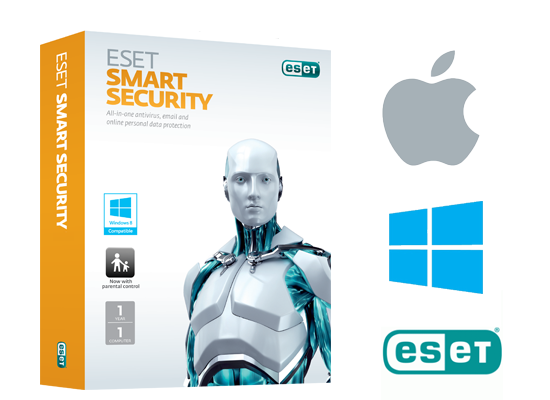 ESET
SMART
SECURITY
All-in-one antivirus, email and
online personal data protection
eseT
ESET SMART SECURITY
Windows 8
Compatible
Now with
parental control
1
YEAR
1
COMPUTER
eseT
eseT®